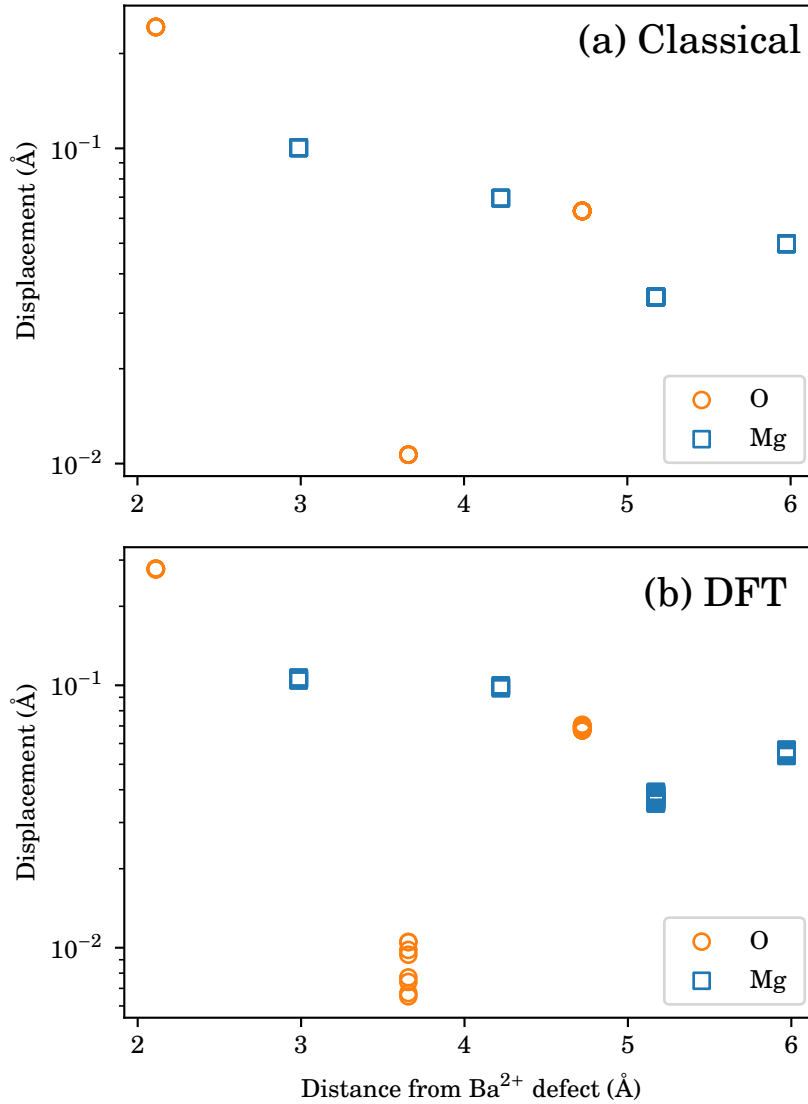 (a) Classical
Displacement (Å)
10⁻¹
10⁻²
O
Mg
2 3 4 5 6
(b) DFT
Displacement (Å)
10⁻¹
10⁻²
O
Mg
2 3 4 5 6
Distance from Ba²⁺ defect (Å)